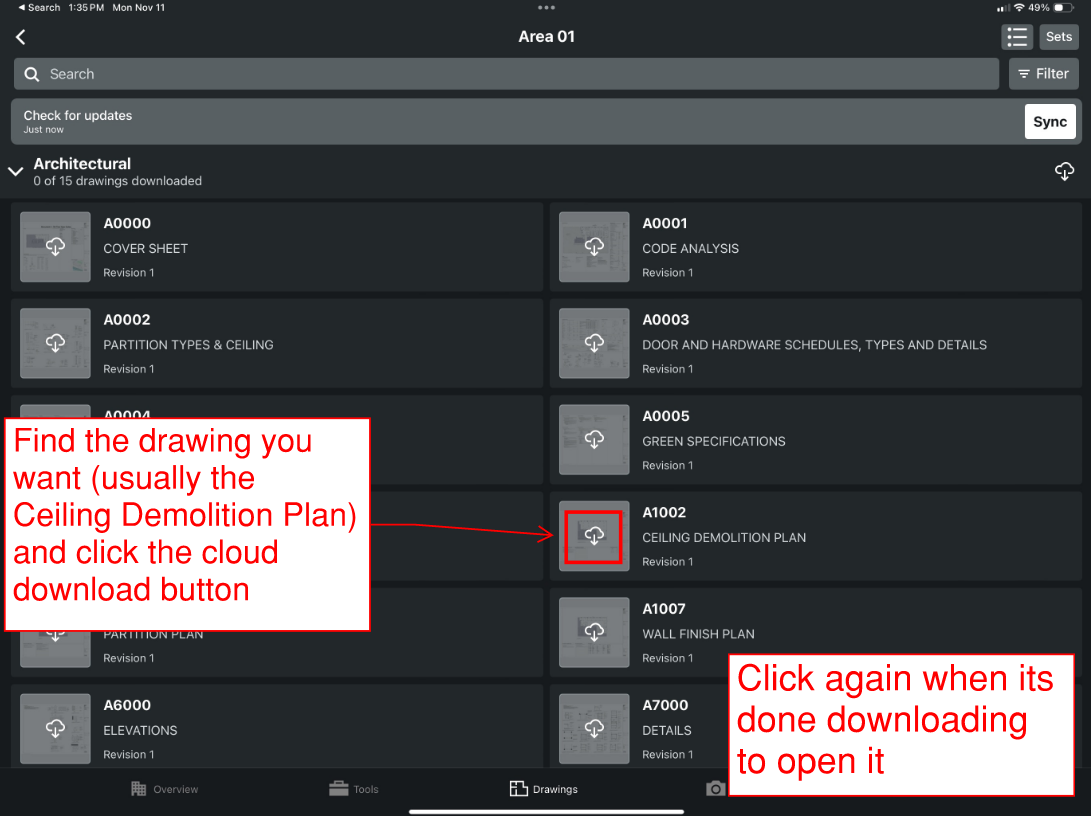 Search 1:35 PM Mon Nov 11
49%
Area 01
Sets
Search
Filter
Check for updates
Just now
Sync
Architectural
0 of 15 drawings downloaded
A0000
COVER SHEET
Revision 1
A0001
CODE ANALYSIS
Revision 1
A0002
PARTITION TYPES & CEILING
Revision 1
A0003
DOOR AND HARDWARE SCHEDULES, TYPES AND DETAILS
Revision 1
A0004
A0005
GREEN SPECIFICATIONS
Revision 1
Find the drawing you
want (usually the
Ceiling Demolition Plan)
and click the cloud
download button
A1002
CEILING DEMOLITION PLAN
Revision 1
PARTITION PLAN
Revision 1
A1007
WALL FINISH PLAN
Revision 1
A6000
ELEVATIONS
Revision 1
A7000
DETAILS
Revision 1
Click again when its
done downloading
to open it
Overview
Tools
Drawings